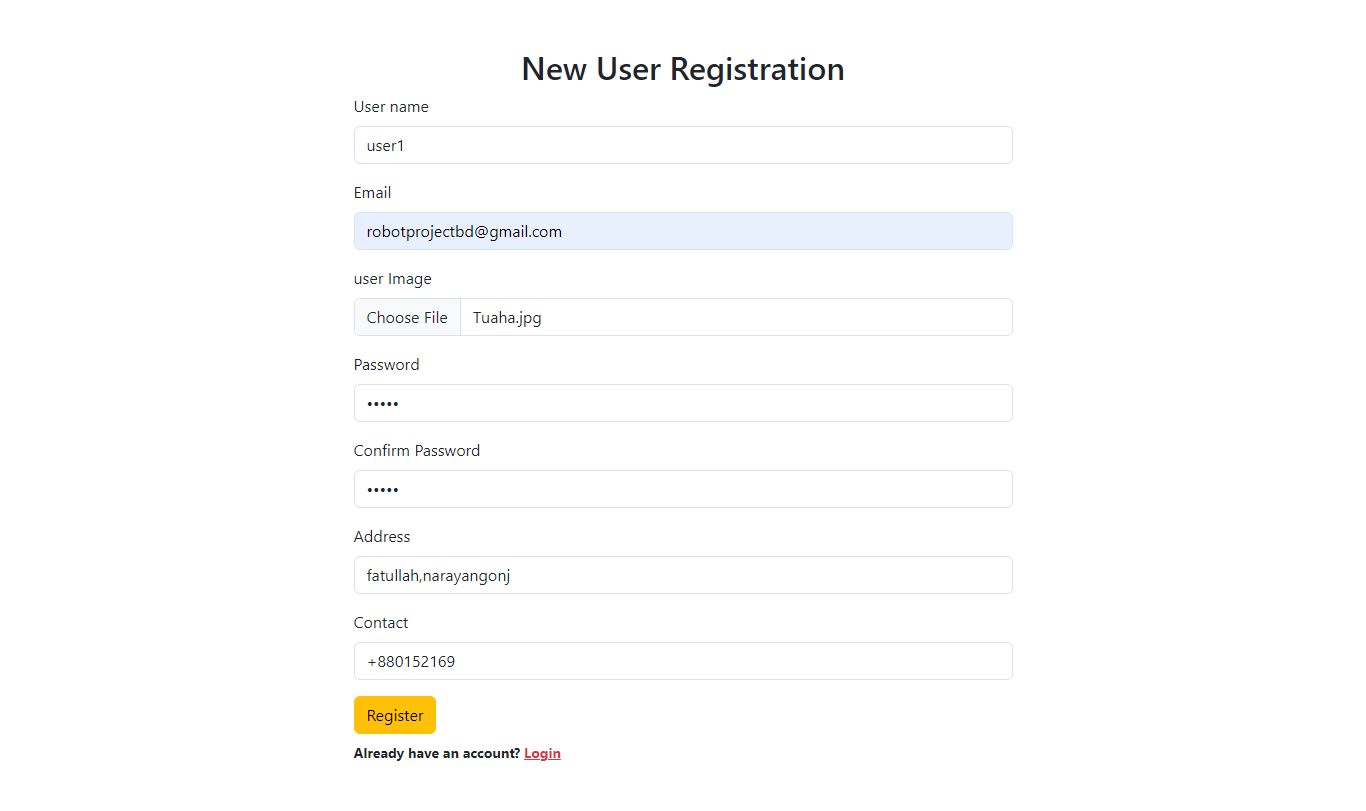 New User Registration
User name
user1
Email
robotprojectbd@gmail.com
user Image
Choose File Tuaha.jpg
Password
•••••
Confirm Password
•••••
Address
fatullah,narayangonj
Contact
+880152169
Register
Already have an account? Login